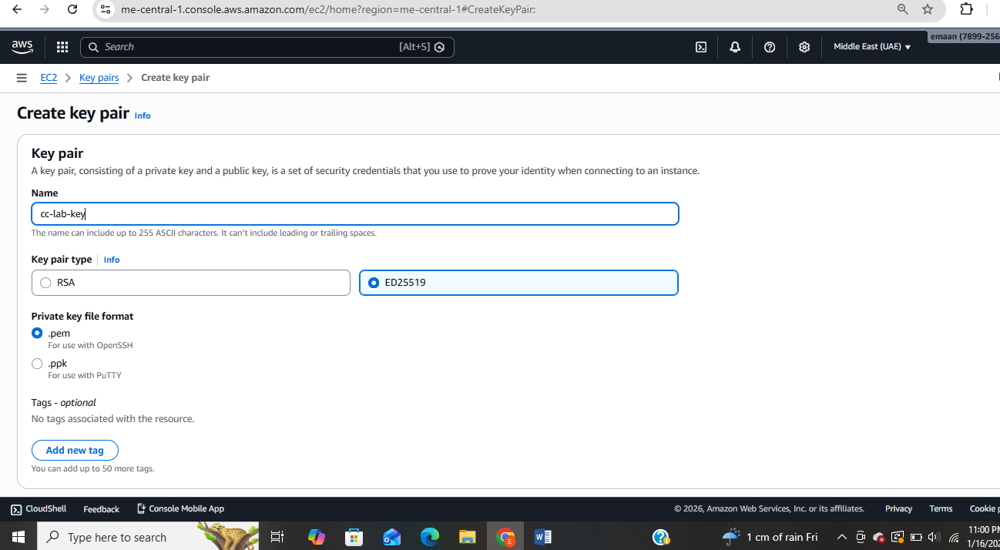 me-central-1.console.aws.amazon.com/ec2/home?region=me-central-1#CreateKeyPair:
aws
Search [Alt+S]
Middle East (UAE)
emaan (7899-256
EC2 > Key pairs > Create key pair
Create key pair Info
Key pair
A key pair, consisting of a private key and a public key, is a set of security credentials that you use to prove your identity when connecting to an instance.
Name
cc-lab-key
The name can include up to 255 ASCII characters. It can't include leading or trailing spaces.
Key pair type Info
RSA
ED25519
Private key file format
.pem
For use with OpenSSH
.ppk
For use with PuTTY
Tags - optional
No tags associated with the resource.
Add new tag
You can add up to 50 more tags.
CloudShell Feedback Console Mobile App © 2026, Amazon Web Services, Inc. or its affiliates. Privacy Terms Cookie
Type here to search
1 cm of rain Fri
11:00 PM
1/16/202